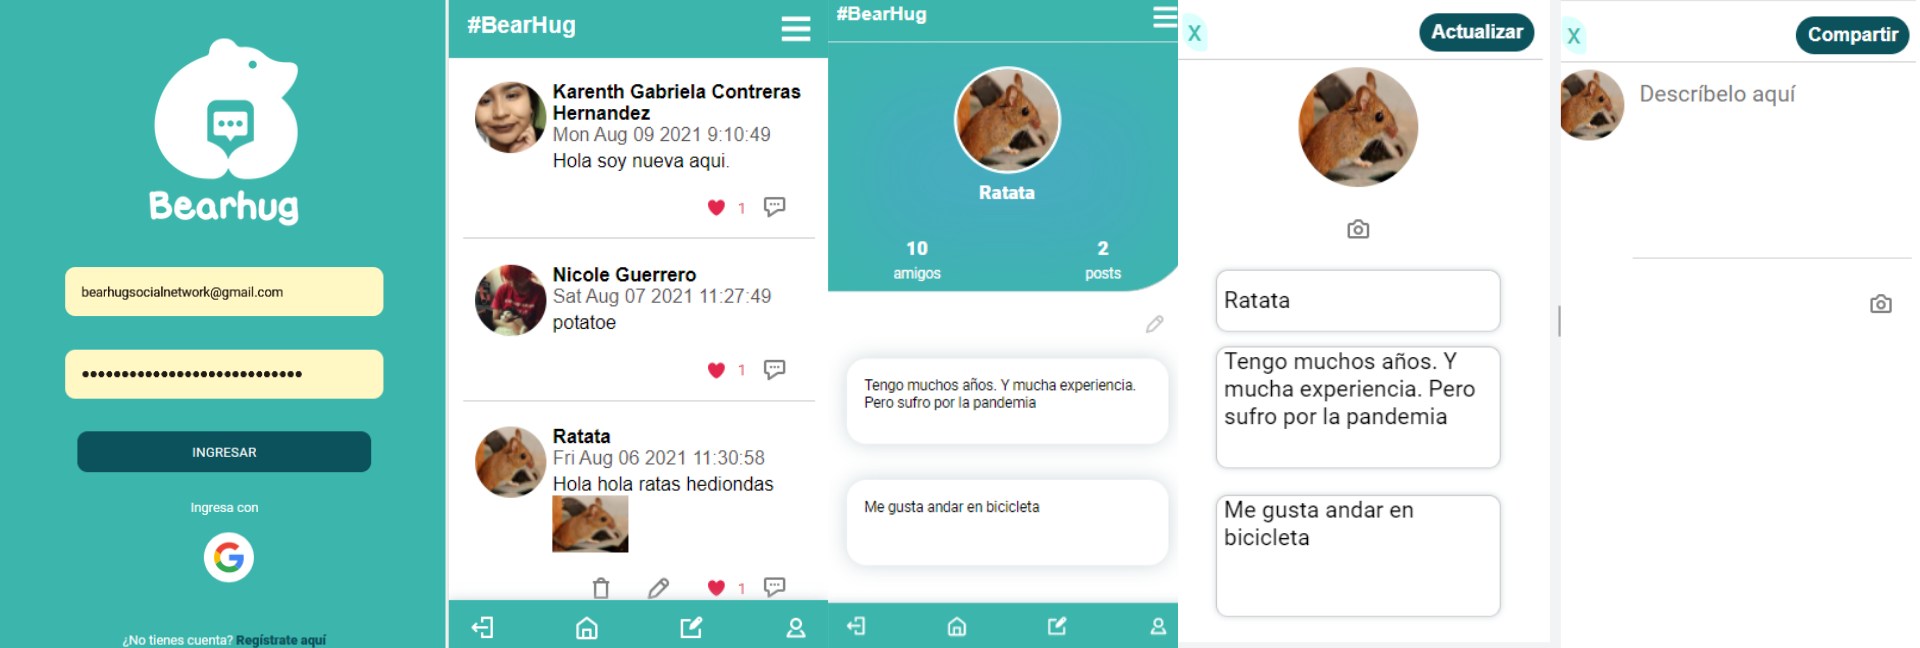 Bearhug
bearhugsocialnetwork@gmail.com
••••••••••••••••••••••••••••
INGRESAR
Ingresa con
¿No tienes cuenta? Regístrate aquí
#BearHug
Karenth Gabriela Contreras
Hernandez
Mon Aug 09 2021 9:10:49
Hola soy nueva aqui.
1
Nicole Guerrero
Sat Aug 07 2021 11:27:49
potatoe
1
Ratata
Fri Aug 06 2021 11:30:58
Hola hola ratas hediondas
1
#BearHug
Ratata
10
amigos
2
posts
Tengo muchos años. Y mucha experiencia.
Pero sufro por la pandemia
Me gusta andar en bicicleta
X
Actualizar
Ratata
Tengo muchos años. Y
mucha experiencia. Pero
sufro por la pandemia
Me gusta andar en
bicicleta
X
Compartir
Descríbelo aquí